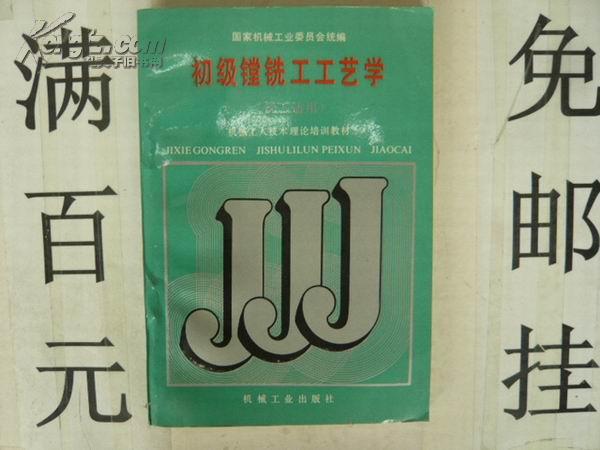 满百元
国家机械工业委员会统编
初级镗铣工工艺学
机械工人技术理论培训教材
JIXIE GONGREN JISHU LILUN PEIXUN JIAOCAI
JJJ
机械工业出版社
免邮挂